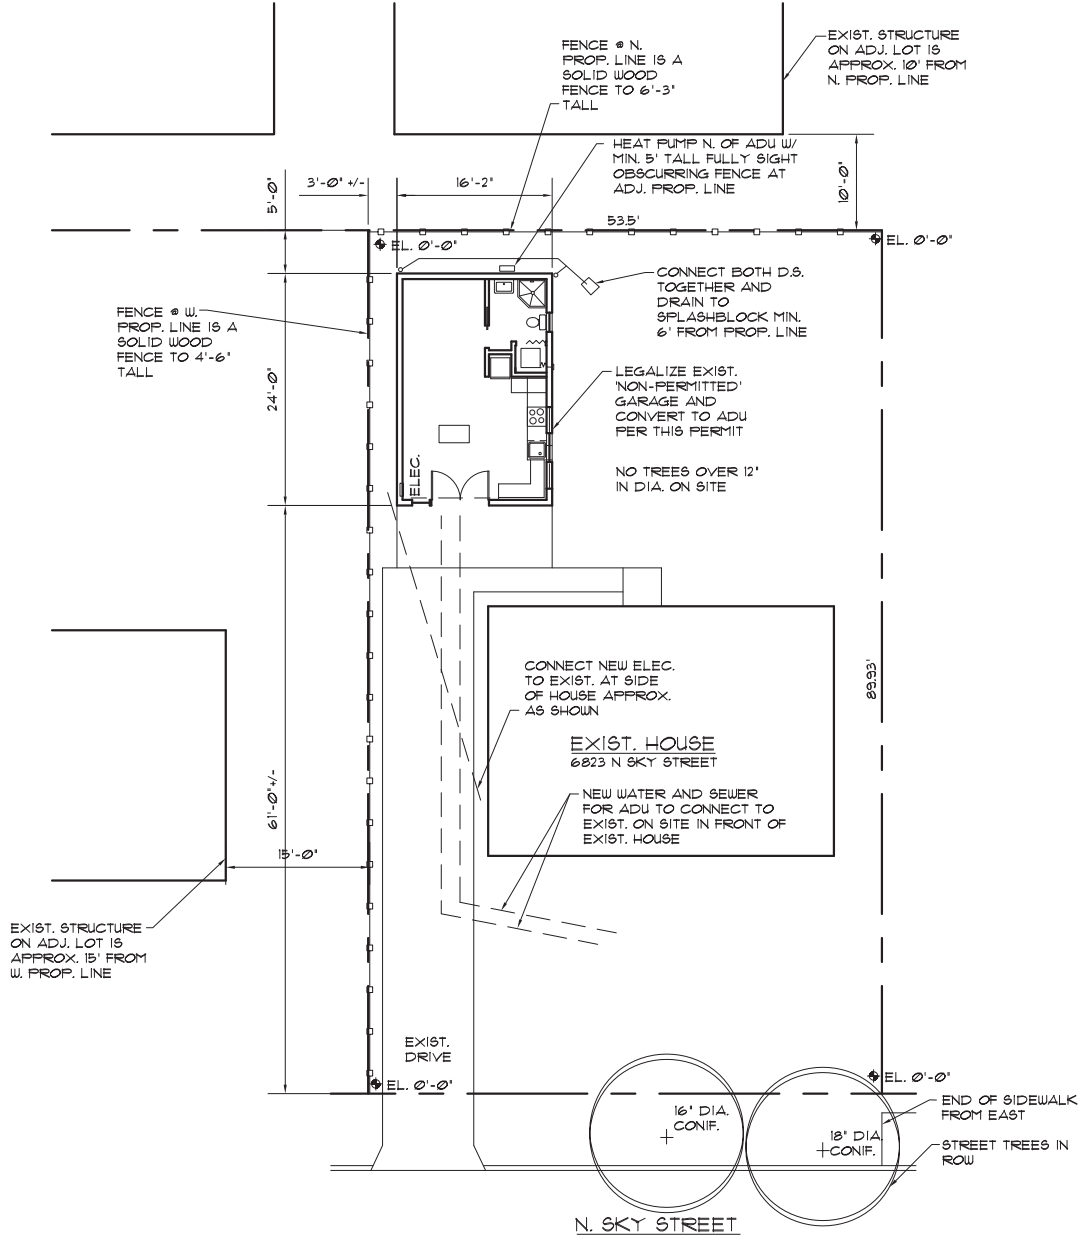 FENCE @ N.
PROP. LINE IS A
SOLID WOOD
FENCE TO 6'-3"
TALL
EXIST. STRUCTURE
ON ADJ. LOT IS
APPROX. 10' FROM
N. PROP. LINE
HEAT PUMP N. OF ADU W/
MIN. 5' TALL FULLY SIGHT
OBSCURRING FENCE AT
ADJ. PROP. LINE
5'-0"
3'-0" +/-
16'-2"
10'-0"
53.5'
EL. 0'-0"
EL. 0'-0"
CONNECT BOTH D.S.
TOGETHER AND
DRAIN TO
SPLASHBLOCK MIN.
6' FROM PROP. LINE
FENCE @ W.
PROP. LINE IS A
SOLID WOOD
FENCE TO 4'-6"
TALL
24'-0"
LEGALIZE EXIST.
'NON-PERMITTED'
GARAGE AND
CONVERT TO ADU
PER THIS PERMIT
ELEC.
NO TREES OVER 12"
IN DIA. ON SITE
CONNECT NEW ELEC.
TO EXIST. AT SIDE
OF HOUSE APPROX.
AS SHOWN
89.93'
EXIST. HOUSE
6823 N SKY STREET
61'-0"+/-
NEW WATER AND SEWER
FOR ADU TO CONNECT TO
EXIST. ON SITE IN FRONT OF
EXIST. HOUSE
15'-0"
EXIST. STRUCTURE
ON ADJ. LOT IS
APPROX. 15' FROM
W. PROP. LINE
EXIST.
DRIVE
EL. 0'-0"
EL. 0'-0"
END OF SIDEWALK
FROM EAST
16" DIA.
CONIF.
18" DIA.
CONIF.
STREET TREES IN
ROW
N. SKY STREET